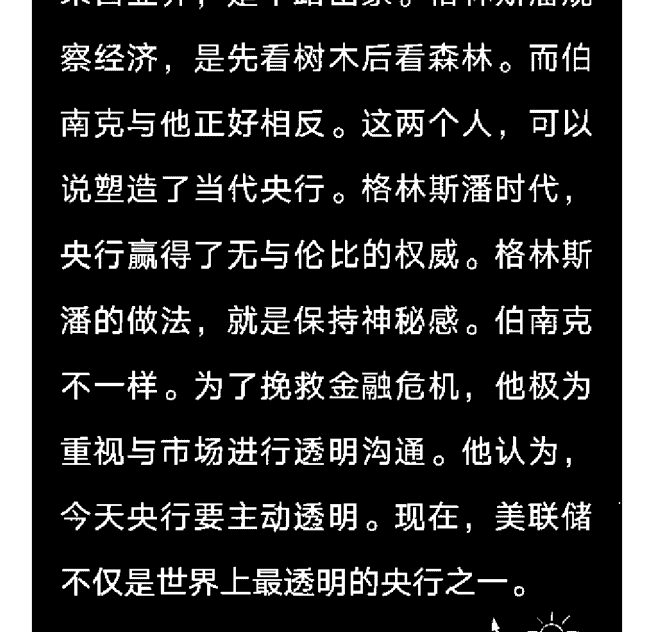 察经济，是先看树木后看森林。而伯
南克与他正好相反。这两个人，可以
说塑造了当代央行。格林斯潘时代，
央行赢得了无与伦比的权威。格林斯
潘的做法，就是保持神秘感。伯南克
不一样。为了挽救金融危机，他极为
重视与市场进行透明沟通。他认为，
今天央行要主动透明。现在，美联储
不仅是世界上最透明的央行之一。